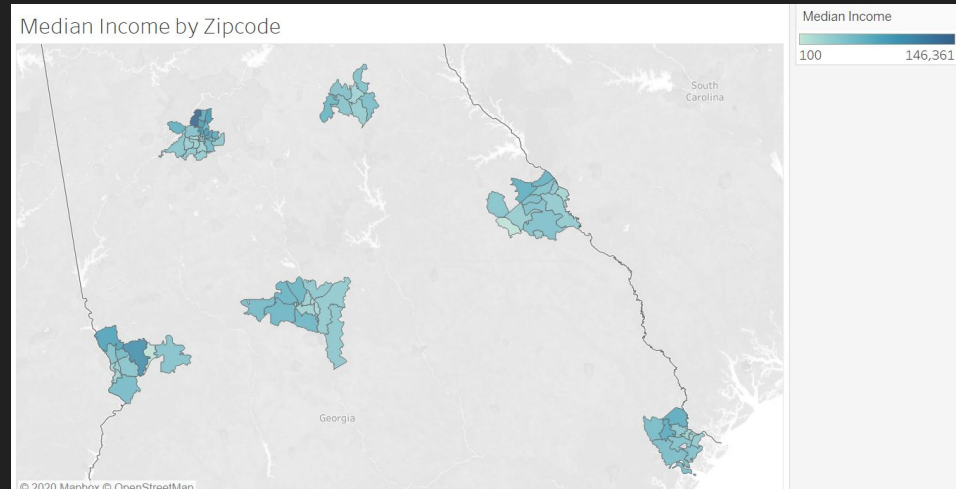 Median Income by Zipcode
Median Income
100 146,361
South
Carolina
Georgia
© 2020 Mapbox © OpenStreetMap